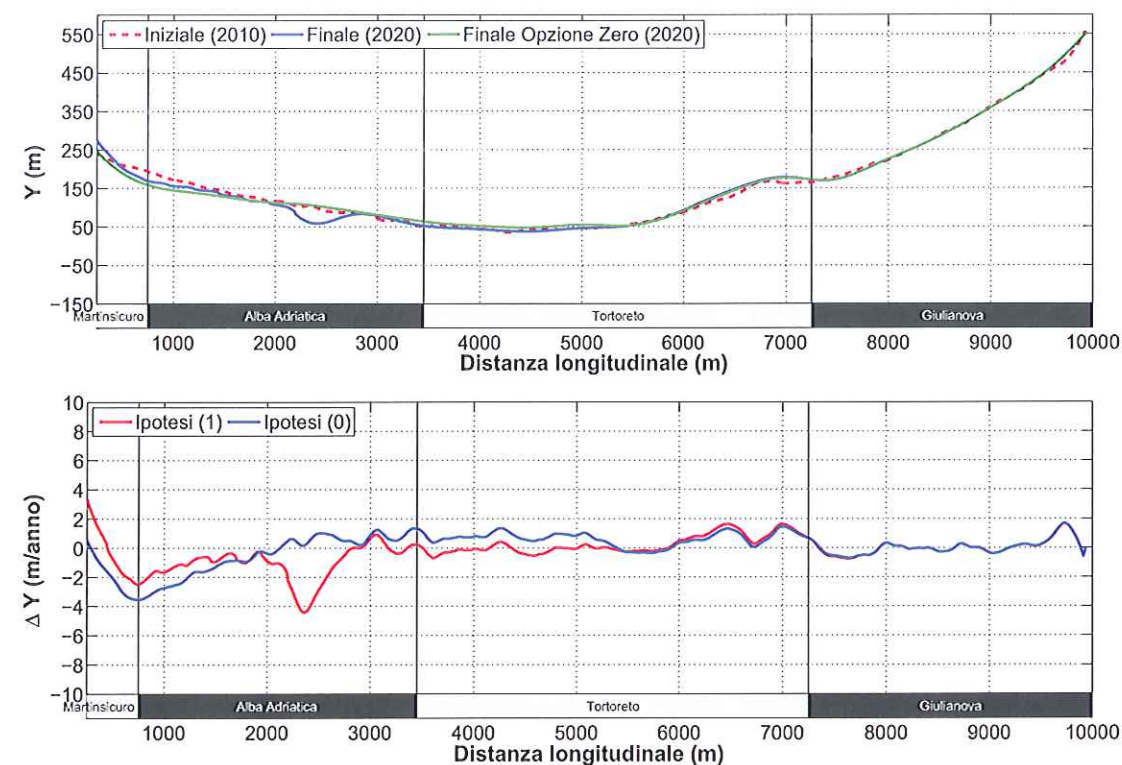 Iniziale (2010) Finale (2020) Finale Opzione Zero (2020)
550
450
350
250
150
50
−50
−150
Y (m)
Martinsicuro Alba Adriatica Tortoreto Giulianova
1000 2000 3000 4000 5000 6000 7000 8000 9000 10000
Distanza longitudinale (m)
Ipotesi (1) Ipotesi (0)
10
8
6
4
2
0
−2
−4
−6
−8
−10
Δ Y (m/anno)
Martinsicuro Alba Adriatica Tortoreto Giulianova
1000 2000 3000 4000 5000 6000 7000 8000 9000 10000
Distanza longitudinale (m)